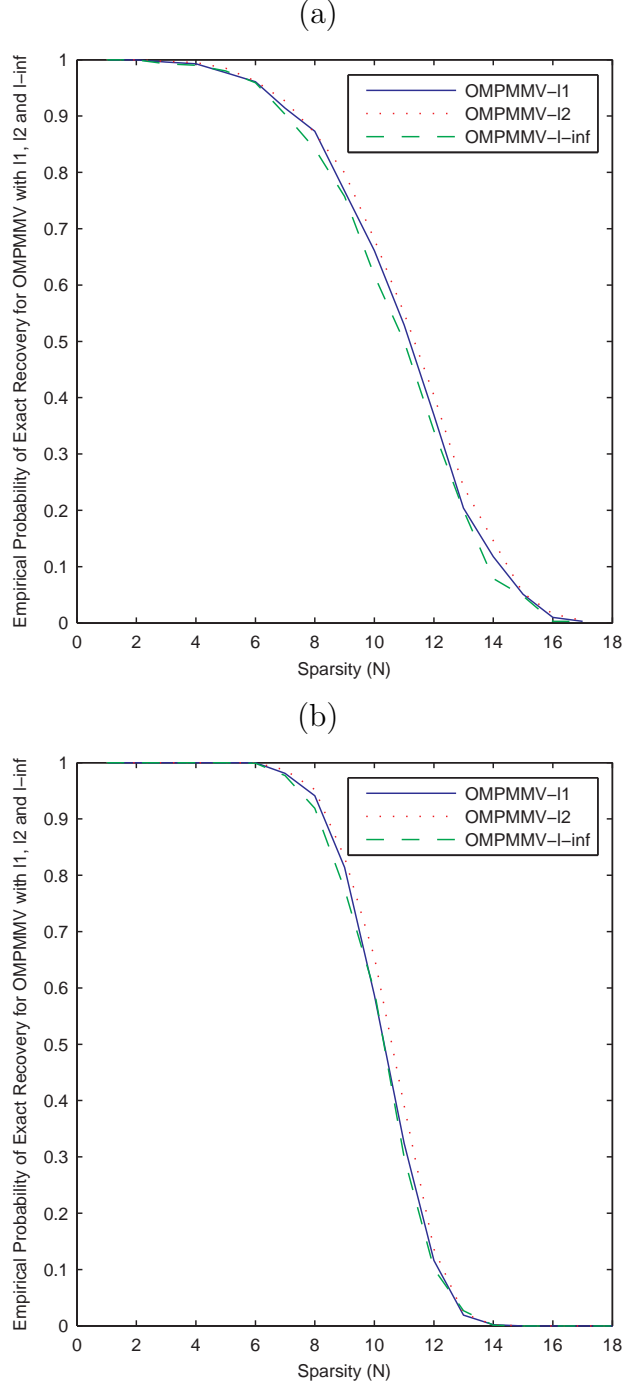 (a)
1
0.9
0.8
0.7
0.6
0.5
0.4
0.3
0.2
0.1
0
Empirical Probability of Exact Recovery for OMPMMV with l1, l2 and l−inf
OMPMMV−l1
OMPMMV−l2
OMPMMV−l−inf
0 2 4 6 8 10 12 14 16 18
Sparsity (N)
(b)
1
0.9
0.8
0.7
0.6
0.5
0.4
0.3
0.2
0.1
0
Empirical Probability of Exact Recovery for OMPMMV with l1, l2 and l−inf
OMPMMV−l1
OMPMMV−l2
OMPMMV−l−inf
0 2 4 6 8 10 12 14 16 18
Sparsity (N)